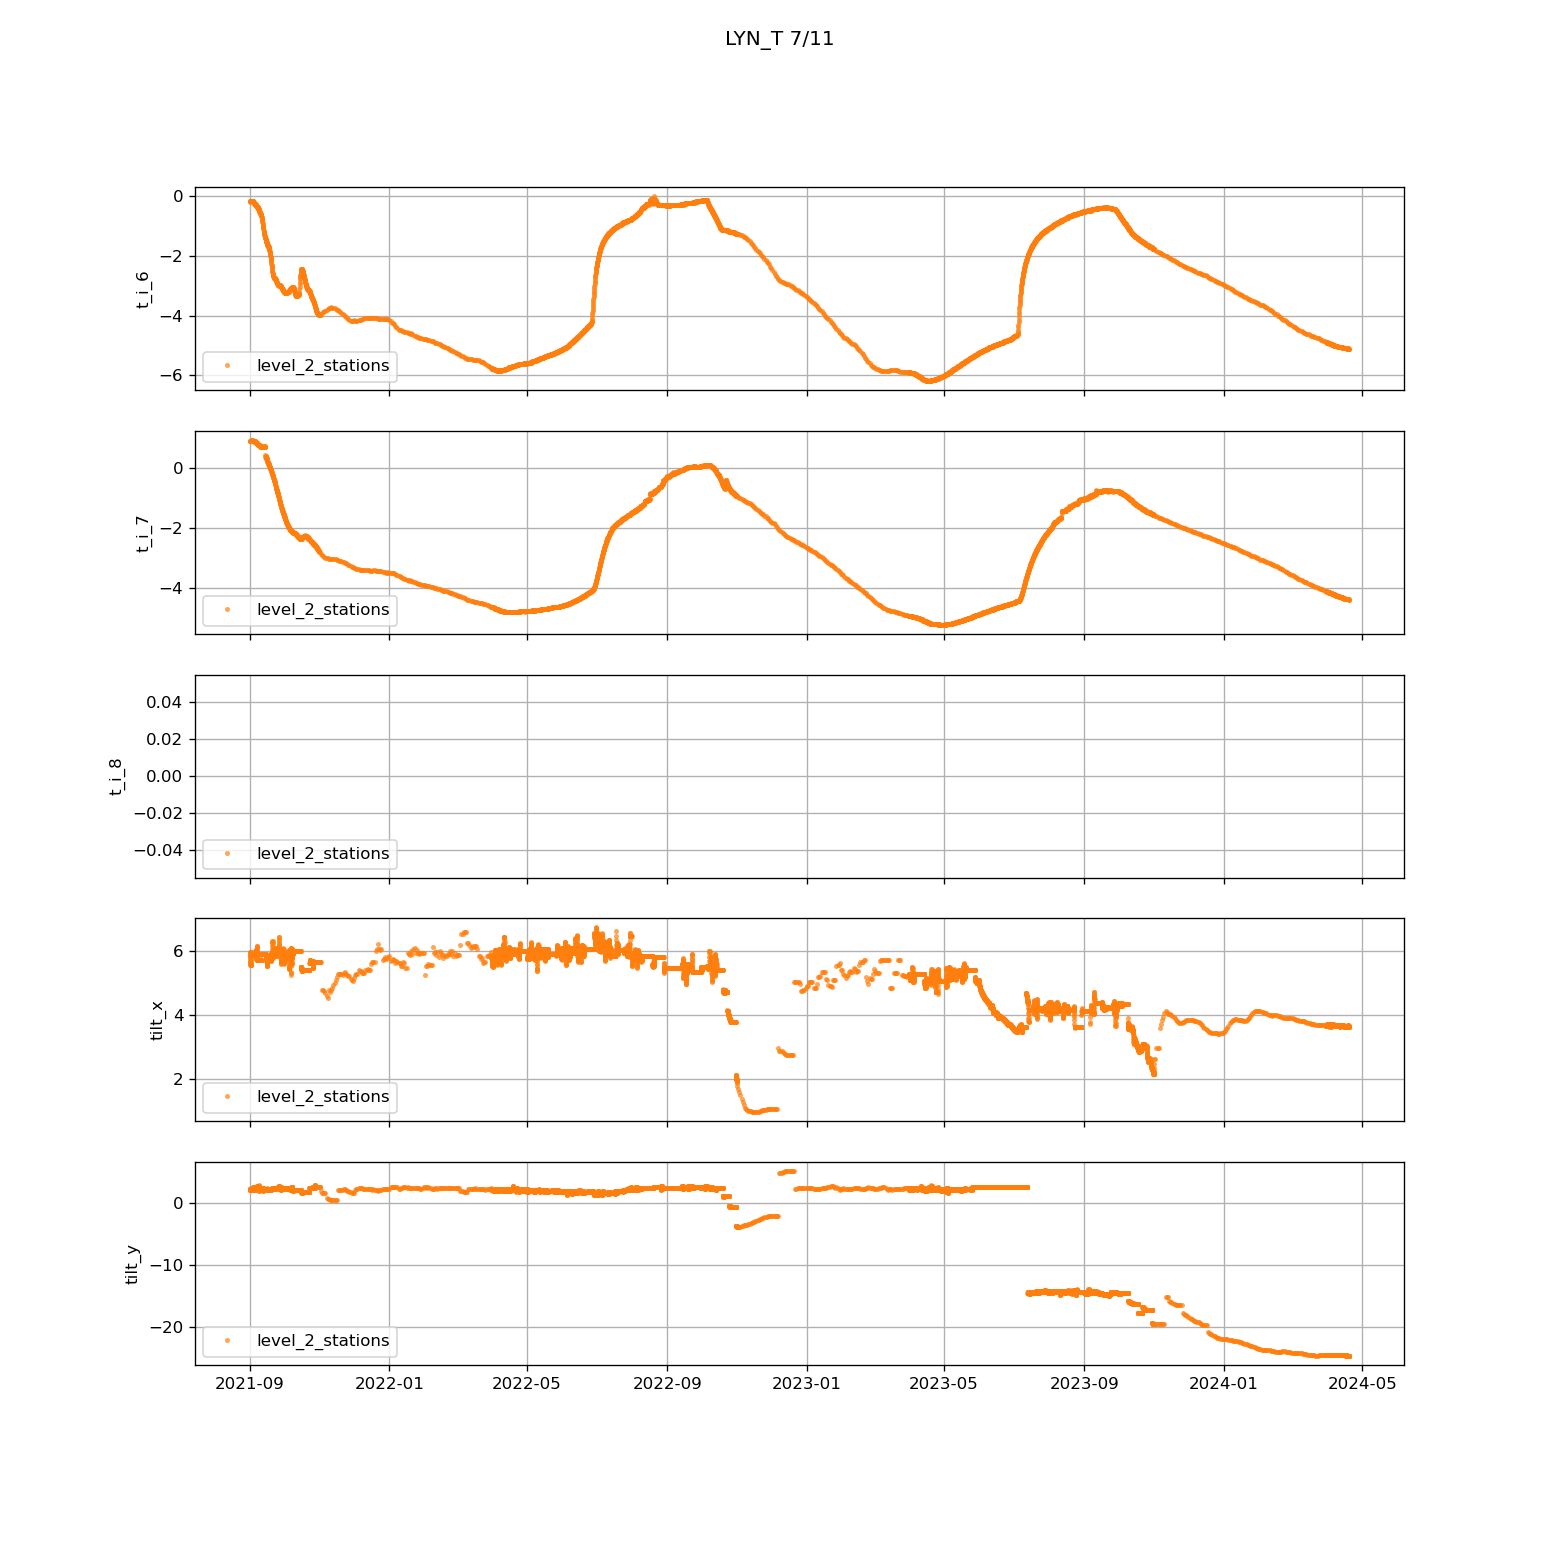 LYN_T 7/11
0
−2
−4
−6
t_i_6
level_2_stations
0
−2
−4
t_i_7
level_2_stations
0.04
0.02
0.00
−0.02
−0.04
t_i_8
level_2_stations
6
4
2
tilt_x
level_2_stations
0
−10
−20
tilt_y
level_2_stations
2021-09 2022-01 2022-05 2022-09 2023-01 2023-05 2023-09 2024-01 2024-05